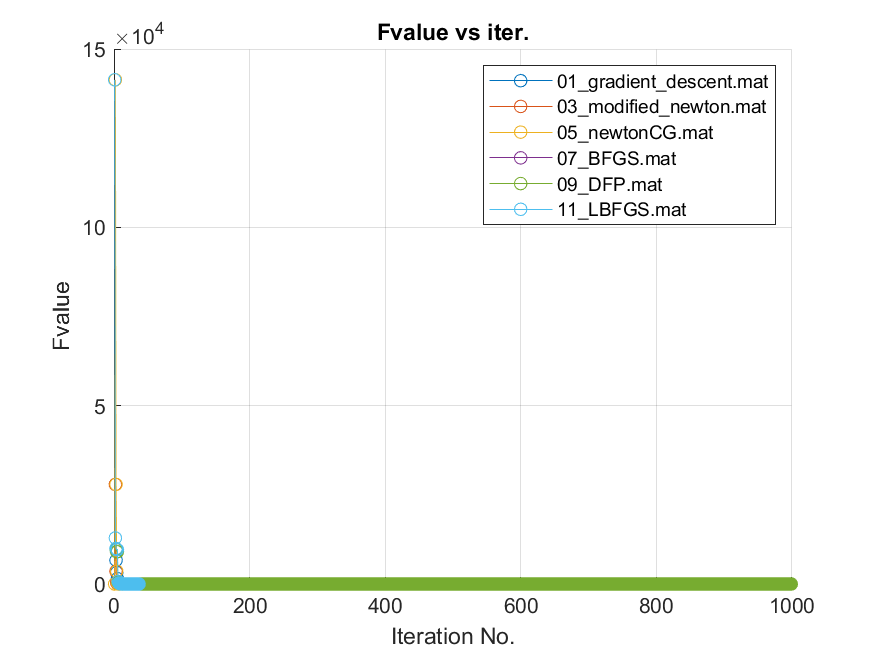 Fvalue vs iter.
×10^4
15
10
5
0
0 200 400 600 800 1000
Iteration No.
Fvalue
01_gradient_descent.mat
03_modified_newton.mat
05_newtonCG.mat
07_BFGS.mat
09_DFP.mat
11_LBFGS.mat